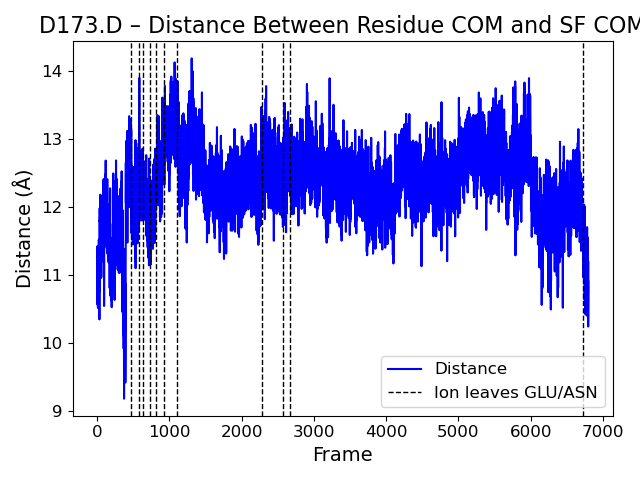 D173.D – Distance Between Residue COM and SF COM
14
13
12
11
10
9
Distance (Å)
Distance
Ion leaves GLU/ASN
0 1000 2000 3000 4000 5000 6000 7000
Frame